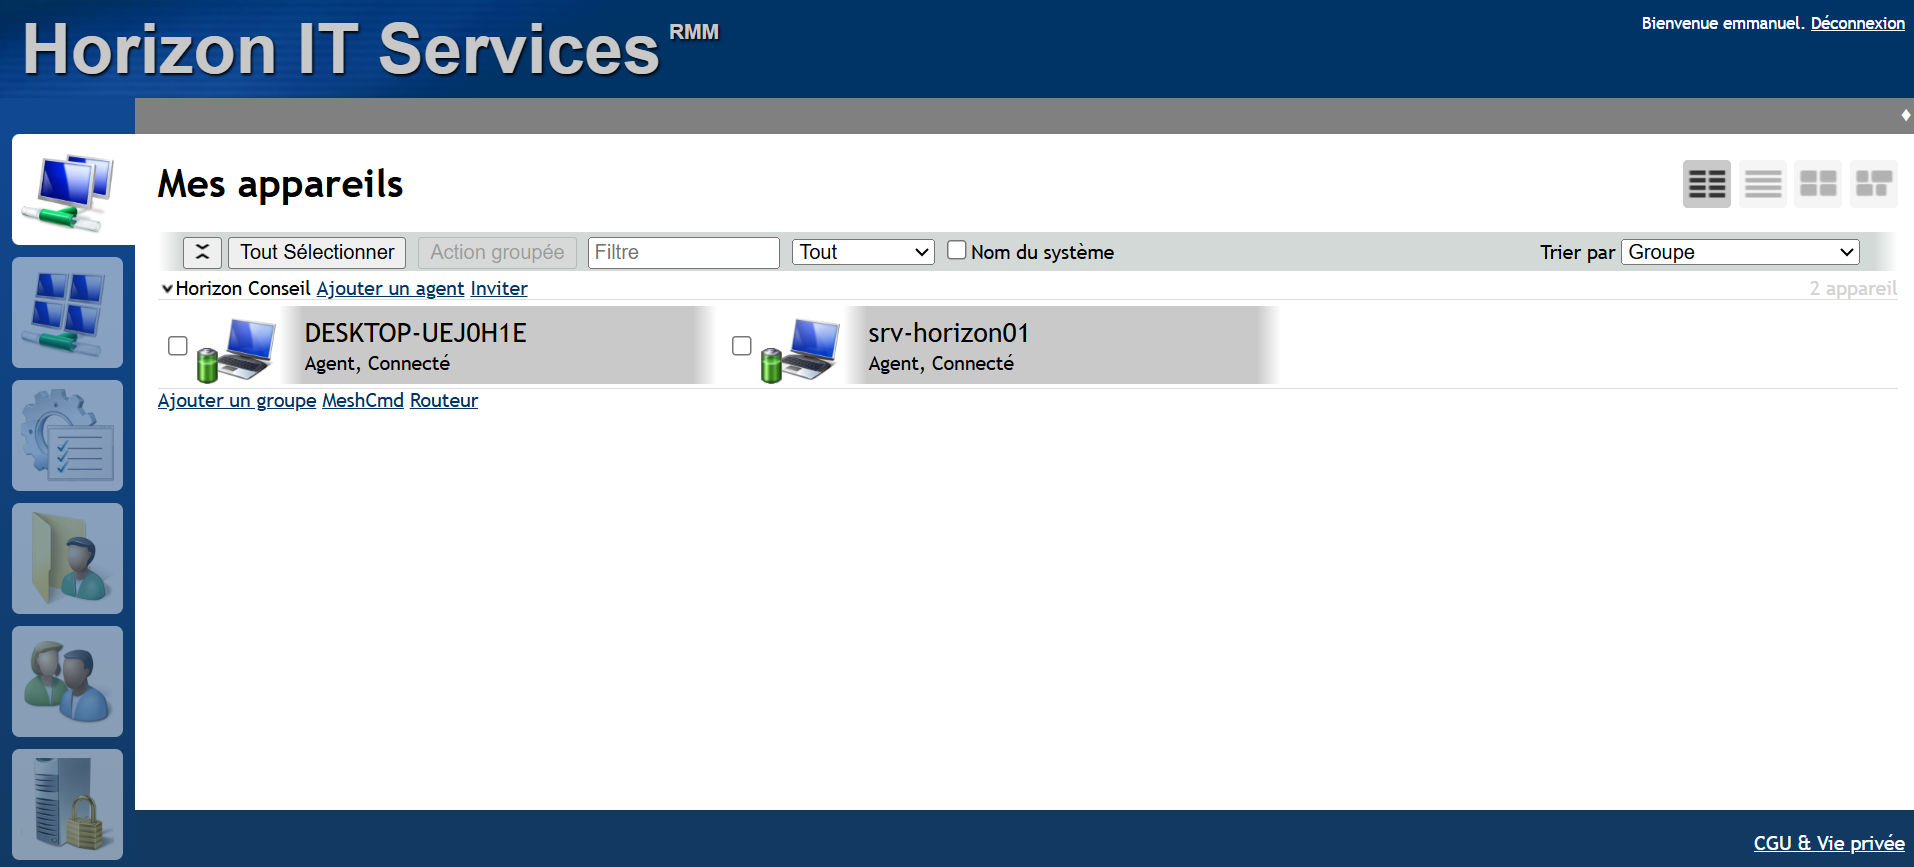 Horizon IT Services RMM
Bienvenue emmanuel. Déconnexion
Mes appareils
Tout Sélectionner Action groupée Filtre Tout Nom du système Trier par Groupe
Horizon Conseil Ajouter un agent Inviter 2 appareil
DESKTOP-UEJ0H1E
Agent, Connecté
srv-horizon01
Agent, Connecté
Ajouter un groupe MeshCmd Routeur
CGU & Vie privée